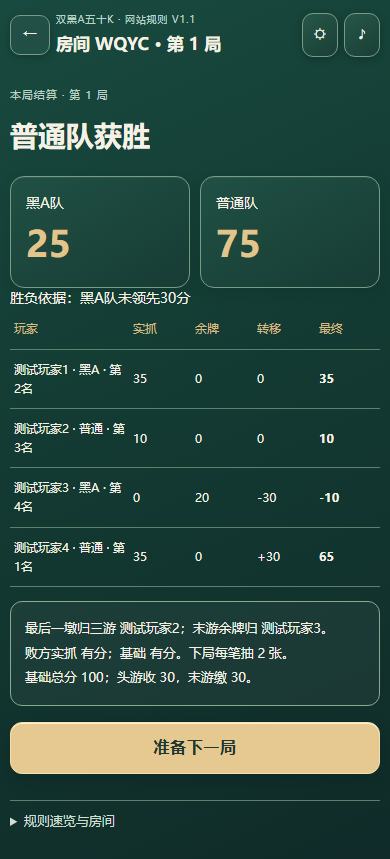 ←
双黑A五十K · 网站规则 V1.1
房间 WQYC · 第 1 局
♪
本局结算 · 第 1 局
普通队获胜
黑A队
普通队
25
75
胜负依据：黑A队未领先30分
玩家 实抓 余牌 转移 最终
测试玩家1 · 黑A · 第
2名
35 0 0 35
测试玩家2 · 普通 · 第
3名
10 0 0 10
测试玩家3 · 黑A · 第
4名
0 20 -30 -10
测试玩家4 · 普通 · 第
1名
35 0 +30 65
最后一墩归三游 测试玩家2；末游余牌归 测试玩家3。
败方实抓 有分；基础 有分。下局每笔抽 2 张。
基础总分 100；头游收 30，末游缴 30。
准备下一局
▶ 规则速览与房间